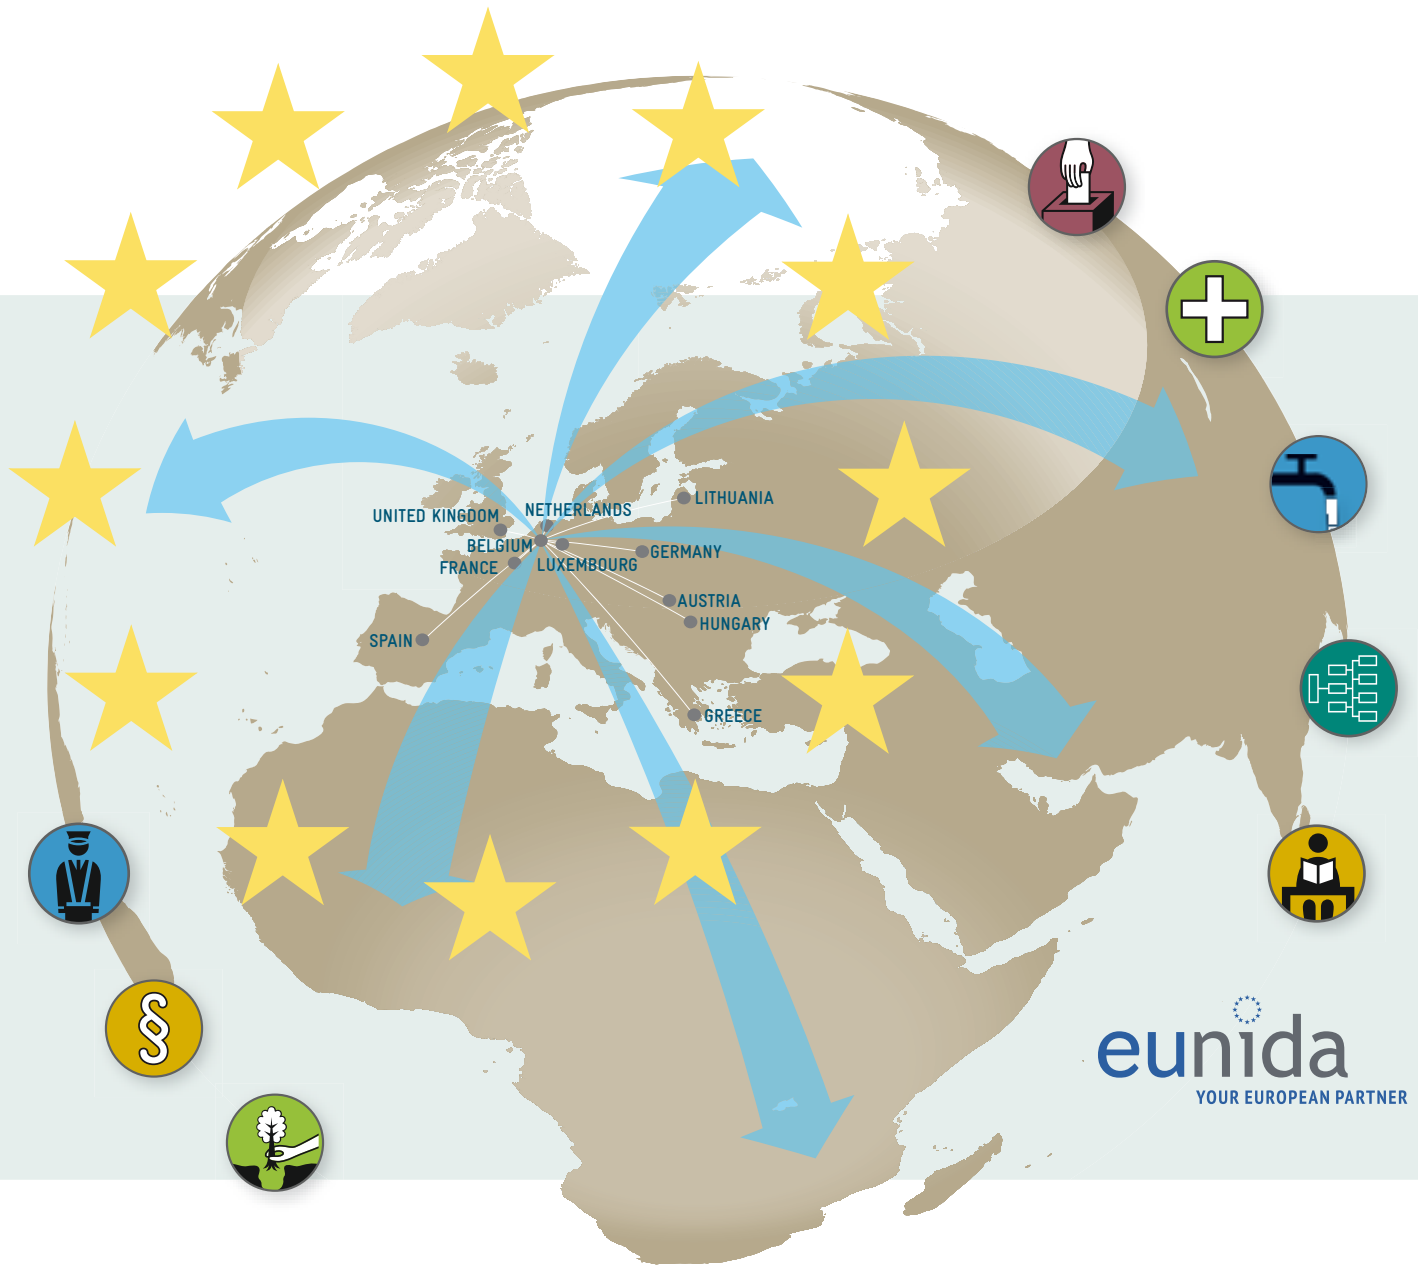 LITHUANIA
NETHERLANDS
UNITED KINGDOM
BELGIUM
GERMANY
LUXEMBOURG
FRANCE
AUSTRIA
HUNGARY
SPAIN
GREECE
§
eunida
YOUR EUROPEAN PARTNER